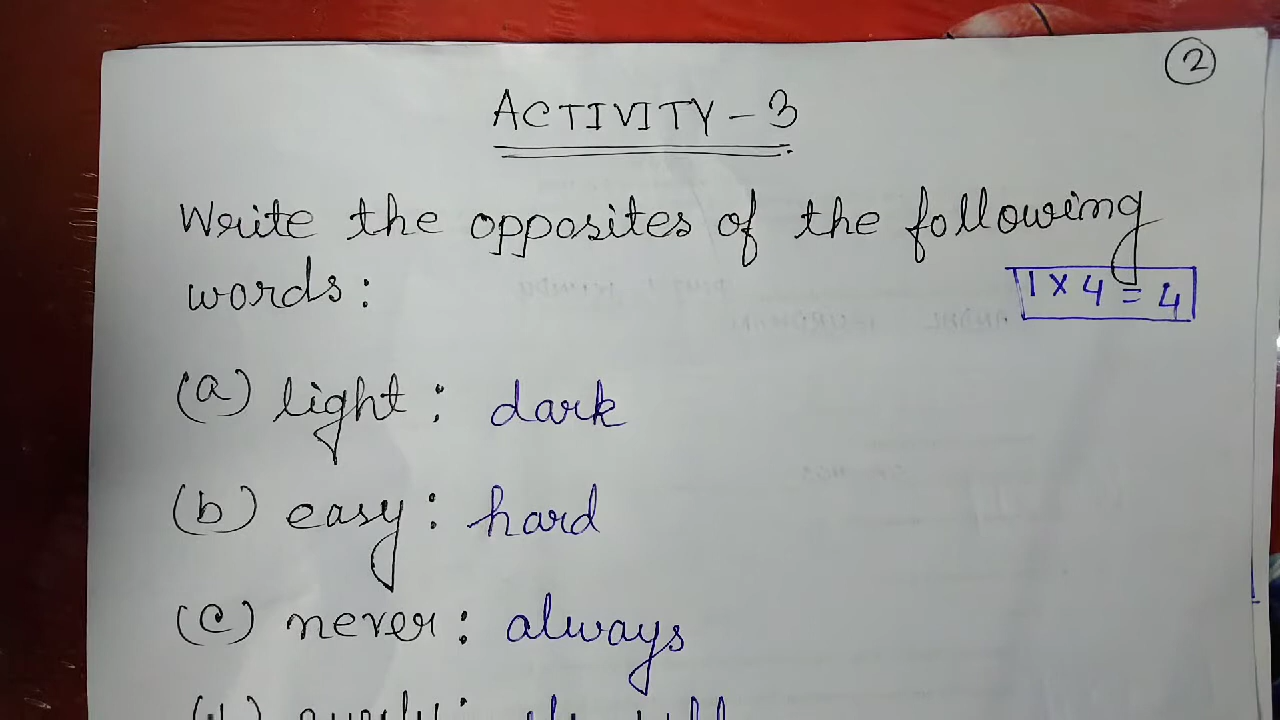 2
ACTIVITY - 3
Write the opposites of the following
words:
1 x 4 = 4
(a) light : dark
(b) easy : hard
(c) never : always